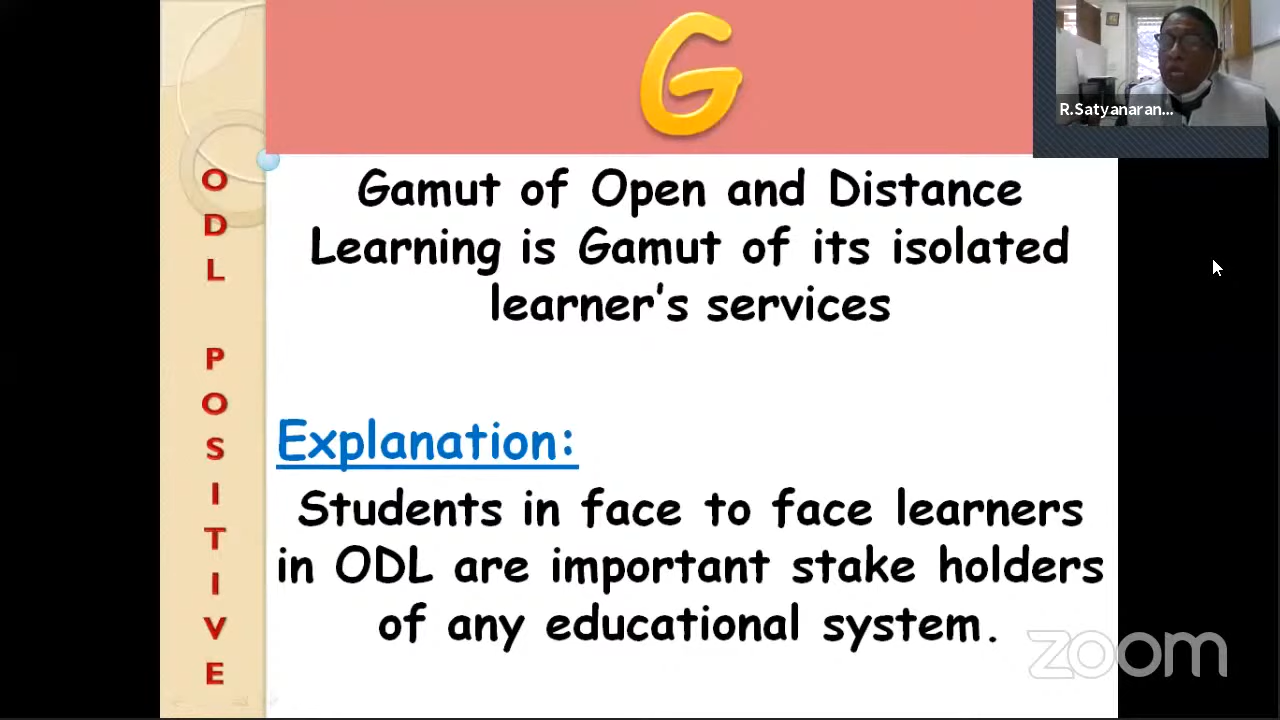 G
R.Satyanaran...
Gamut of Open and Distance
Learning is Gamut of its isolated
learner's services
Explanation:
Students in face to face learners
in ODL are important stake holders
of any educational system.
ODL POSITIVE
zoom